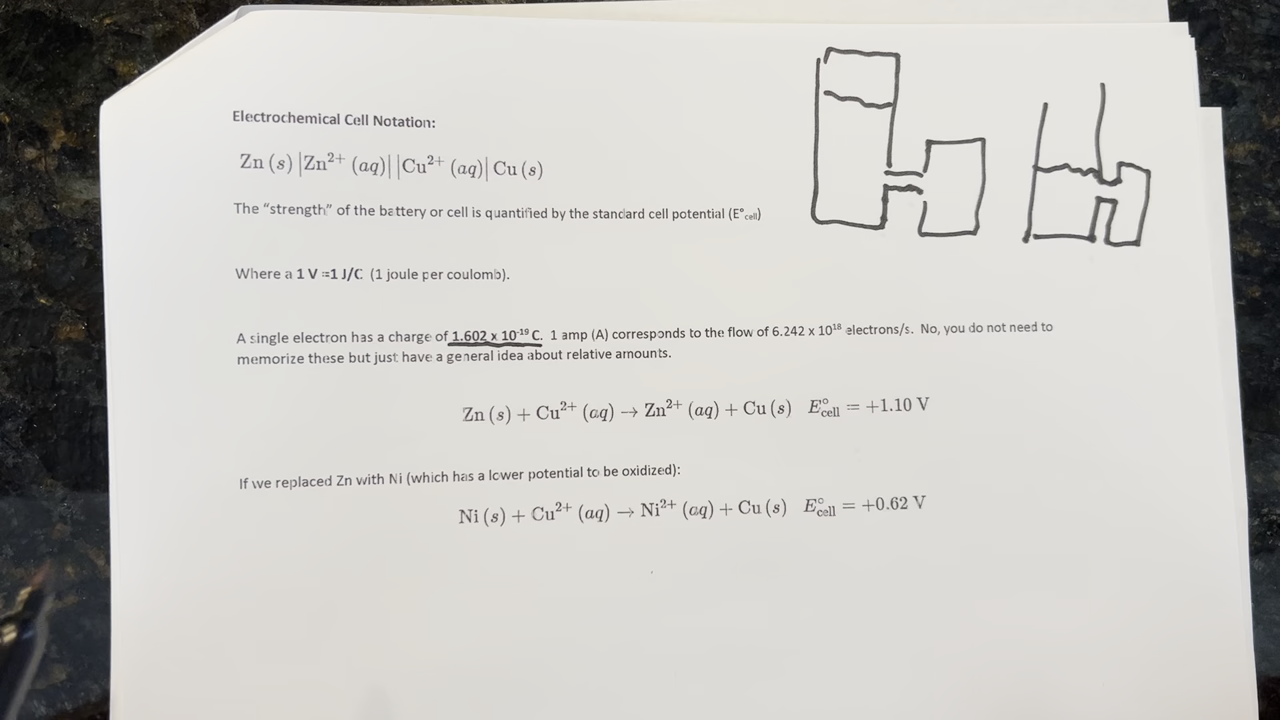 Electrochemical Cell Notation:
Zn (s) |Zn²⁺ (aq)| |Cu²⁺ (aq)| Cu (s)
The “strength” of the battery or cell is quantified by the standard cell potential (E°cell)
Where a 1 V =1 J/C (1 joule per coulomb).
A single electron has a charge of 1.602 x 10⁻¹⁹ C. 1 amp (A) corresponds to the flow of 6.242 x 10¹⁸ electrons/s. No, you do not need to
memorize these but just have a general idea about relative amounts.
Zn (s) + Cu²⁺ (aq) → Zn²⁺ (aq) + Cu (s) E°cell = +1.10 V
If we replaced Zn with Ni (which has a lower potential to be oxidized):
Ni (s) + Cu²⁺ (aq) → Ni²⁺ (aq) + Cu (s) E°cell = +0.62 V